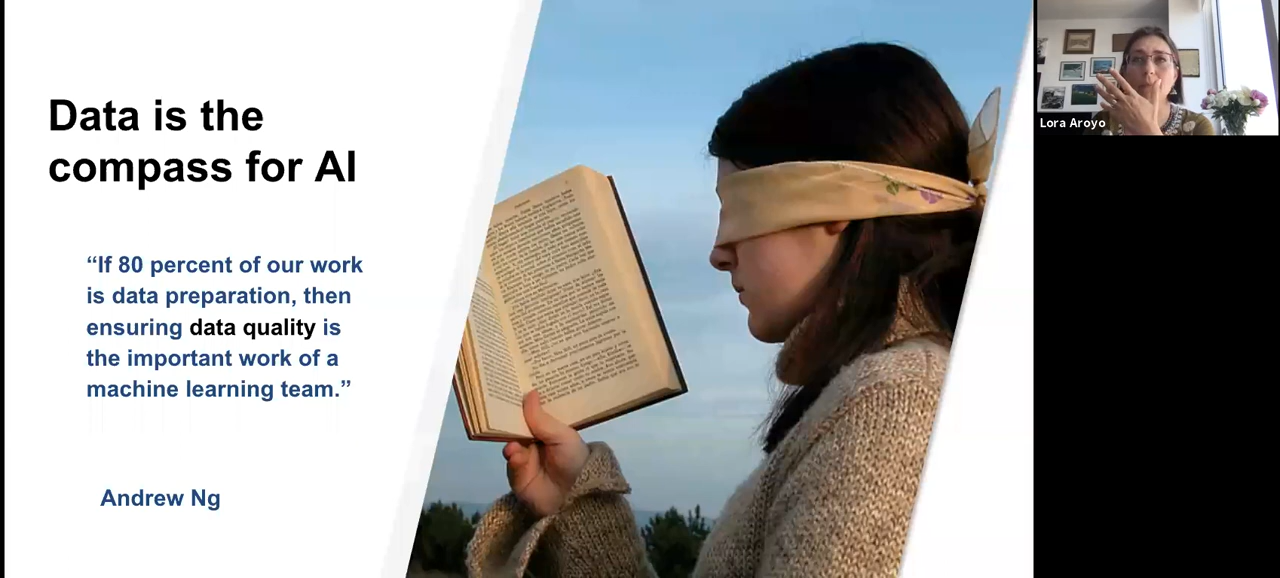 Data is the
compass for AI
“If 80 percent of our work
is data preparation, then
ensuring data quality is
the important work of a
machine learning team.”
Andrew Ng
Lora Aroyo